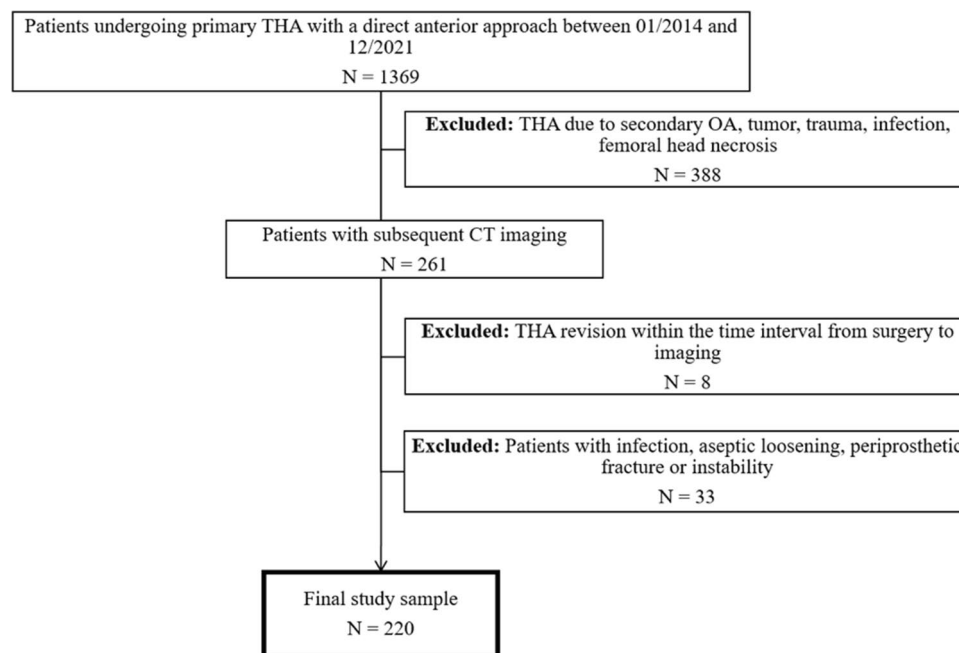 Patients undergoing primary THA with a direct anterior approach between 01/2014 and
12/2021
N = 1369
Excluded: THA due to secondary OA, tumor, trauma, infection,
femoral head necrosis
N = 388
Patients with subsequent CT imaging
N = 261
Excluded: THA revision within the time interval from surgery to
imaging
N = 8
Excluded: Patients with infection, aseptic loosening, periprosthetic
fracture or instability
N = 33
Final study sample
N = 220